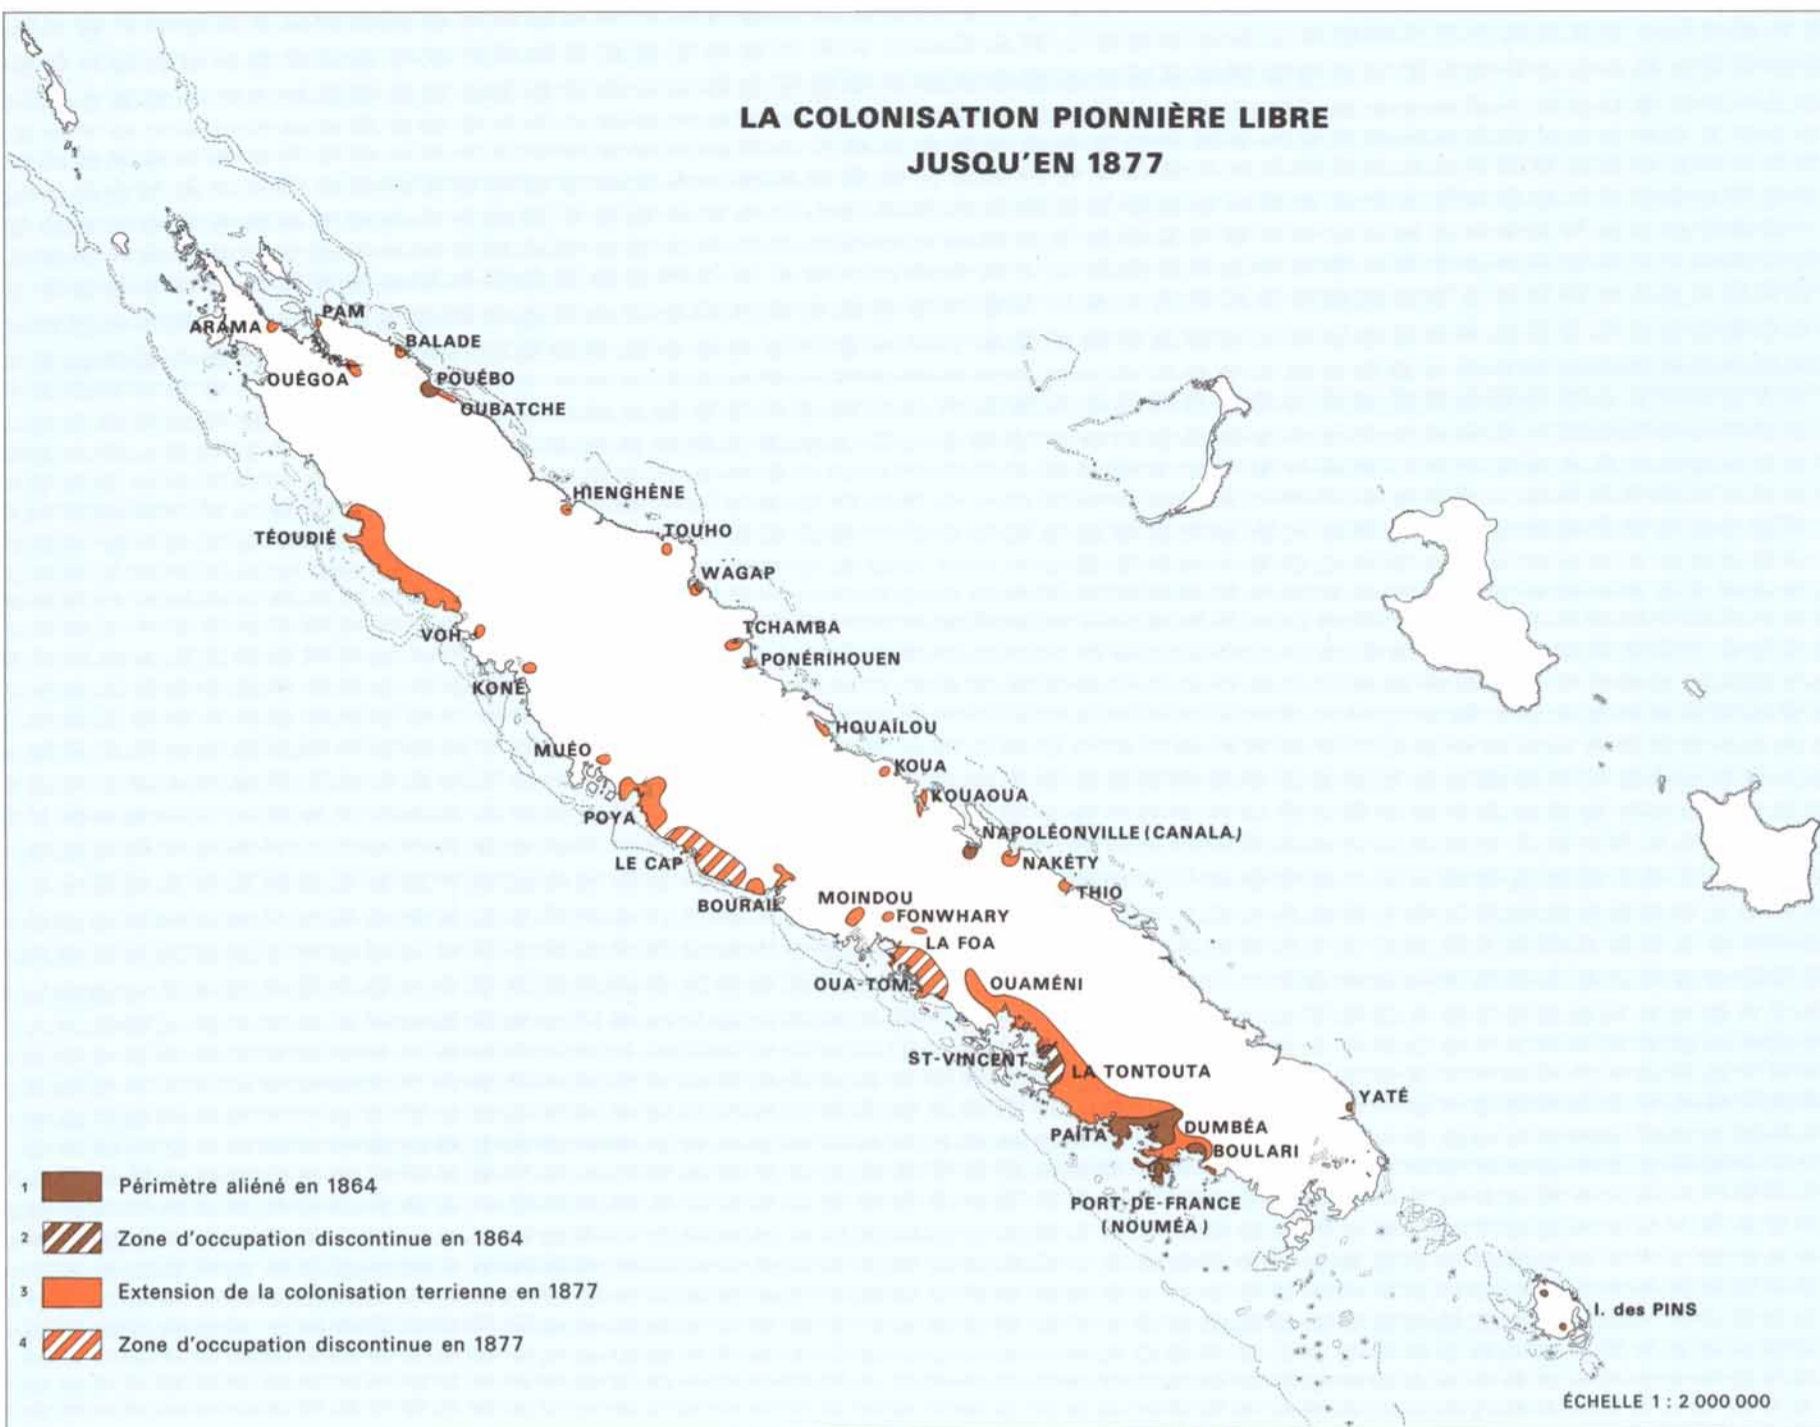 LA COLONISATION PIONNIÈRE LIBRE
JUSQU'EN 1877
ARAMA
PAM
BALADE
OUÉGOA
POUÉBO
OUBATCHE
HIENGHÈNE
TÉOUDIÉ
TOUHO
WAGAP
VOH
TCHAMBA
PONÉRIHOUEN
KONÉ
HOUAILOU
MUÉO
KOUA
POYA
KOUAOUA
NAPOLÉONVILLE (CANALA)
LE CAP
NAKÉTY
BOURAIL
THIO
MOINDOU
FONWHARY
LA FOA
OUA-TOM
OUAMÉNI
ST-VINCENT
LA TONTOUTA
YATÉ
PAÏTA
DUMBÉA
BOULARI
PORT-DE-FRANCE
(NOUMÉA)
1 Périmètre aliéné en 1864
2 Zone d'occupation discontinue en 1864
3 Extension de la colonisation terrienne en 1877
4 Zone d'occupation discontinue en 1877
I. des PINS
ÉCHELLE 1 : 2 000 000